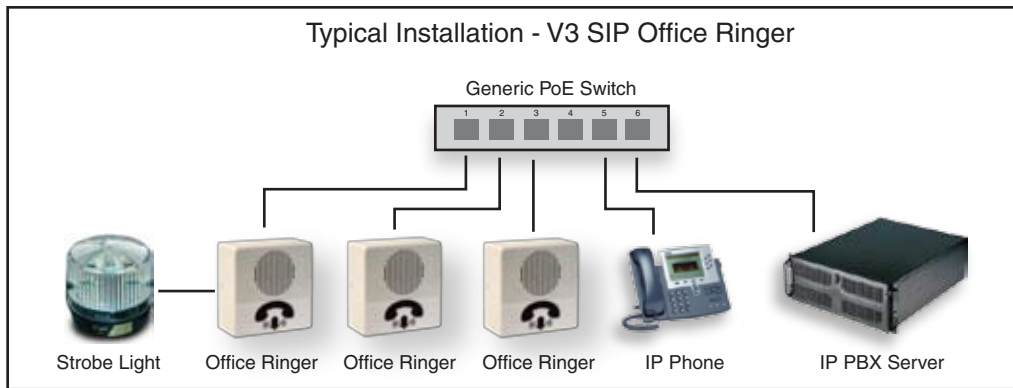 Typical Installation - V3 SIP Office Ringer
Generic PoE Switch
1 2 3 4 5 6
Strobe Light Office Ringer Office Ringer Office Ringer IP Phone IP PBX Server